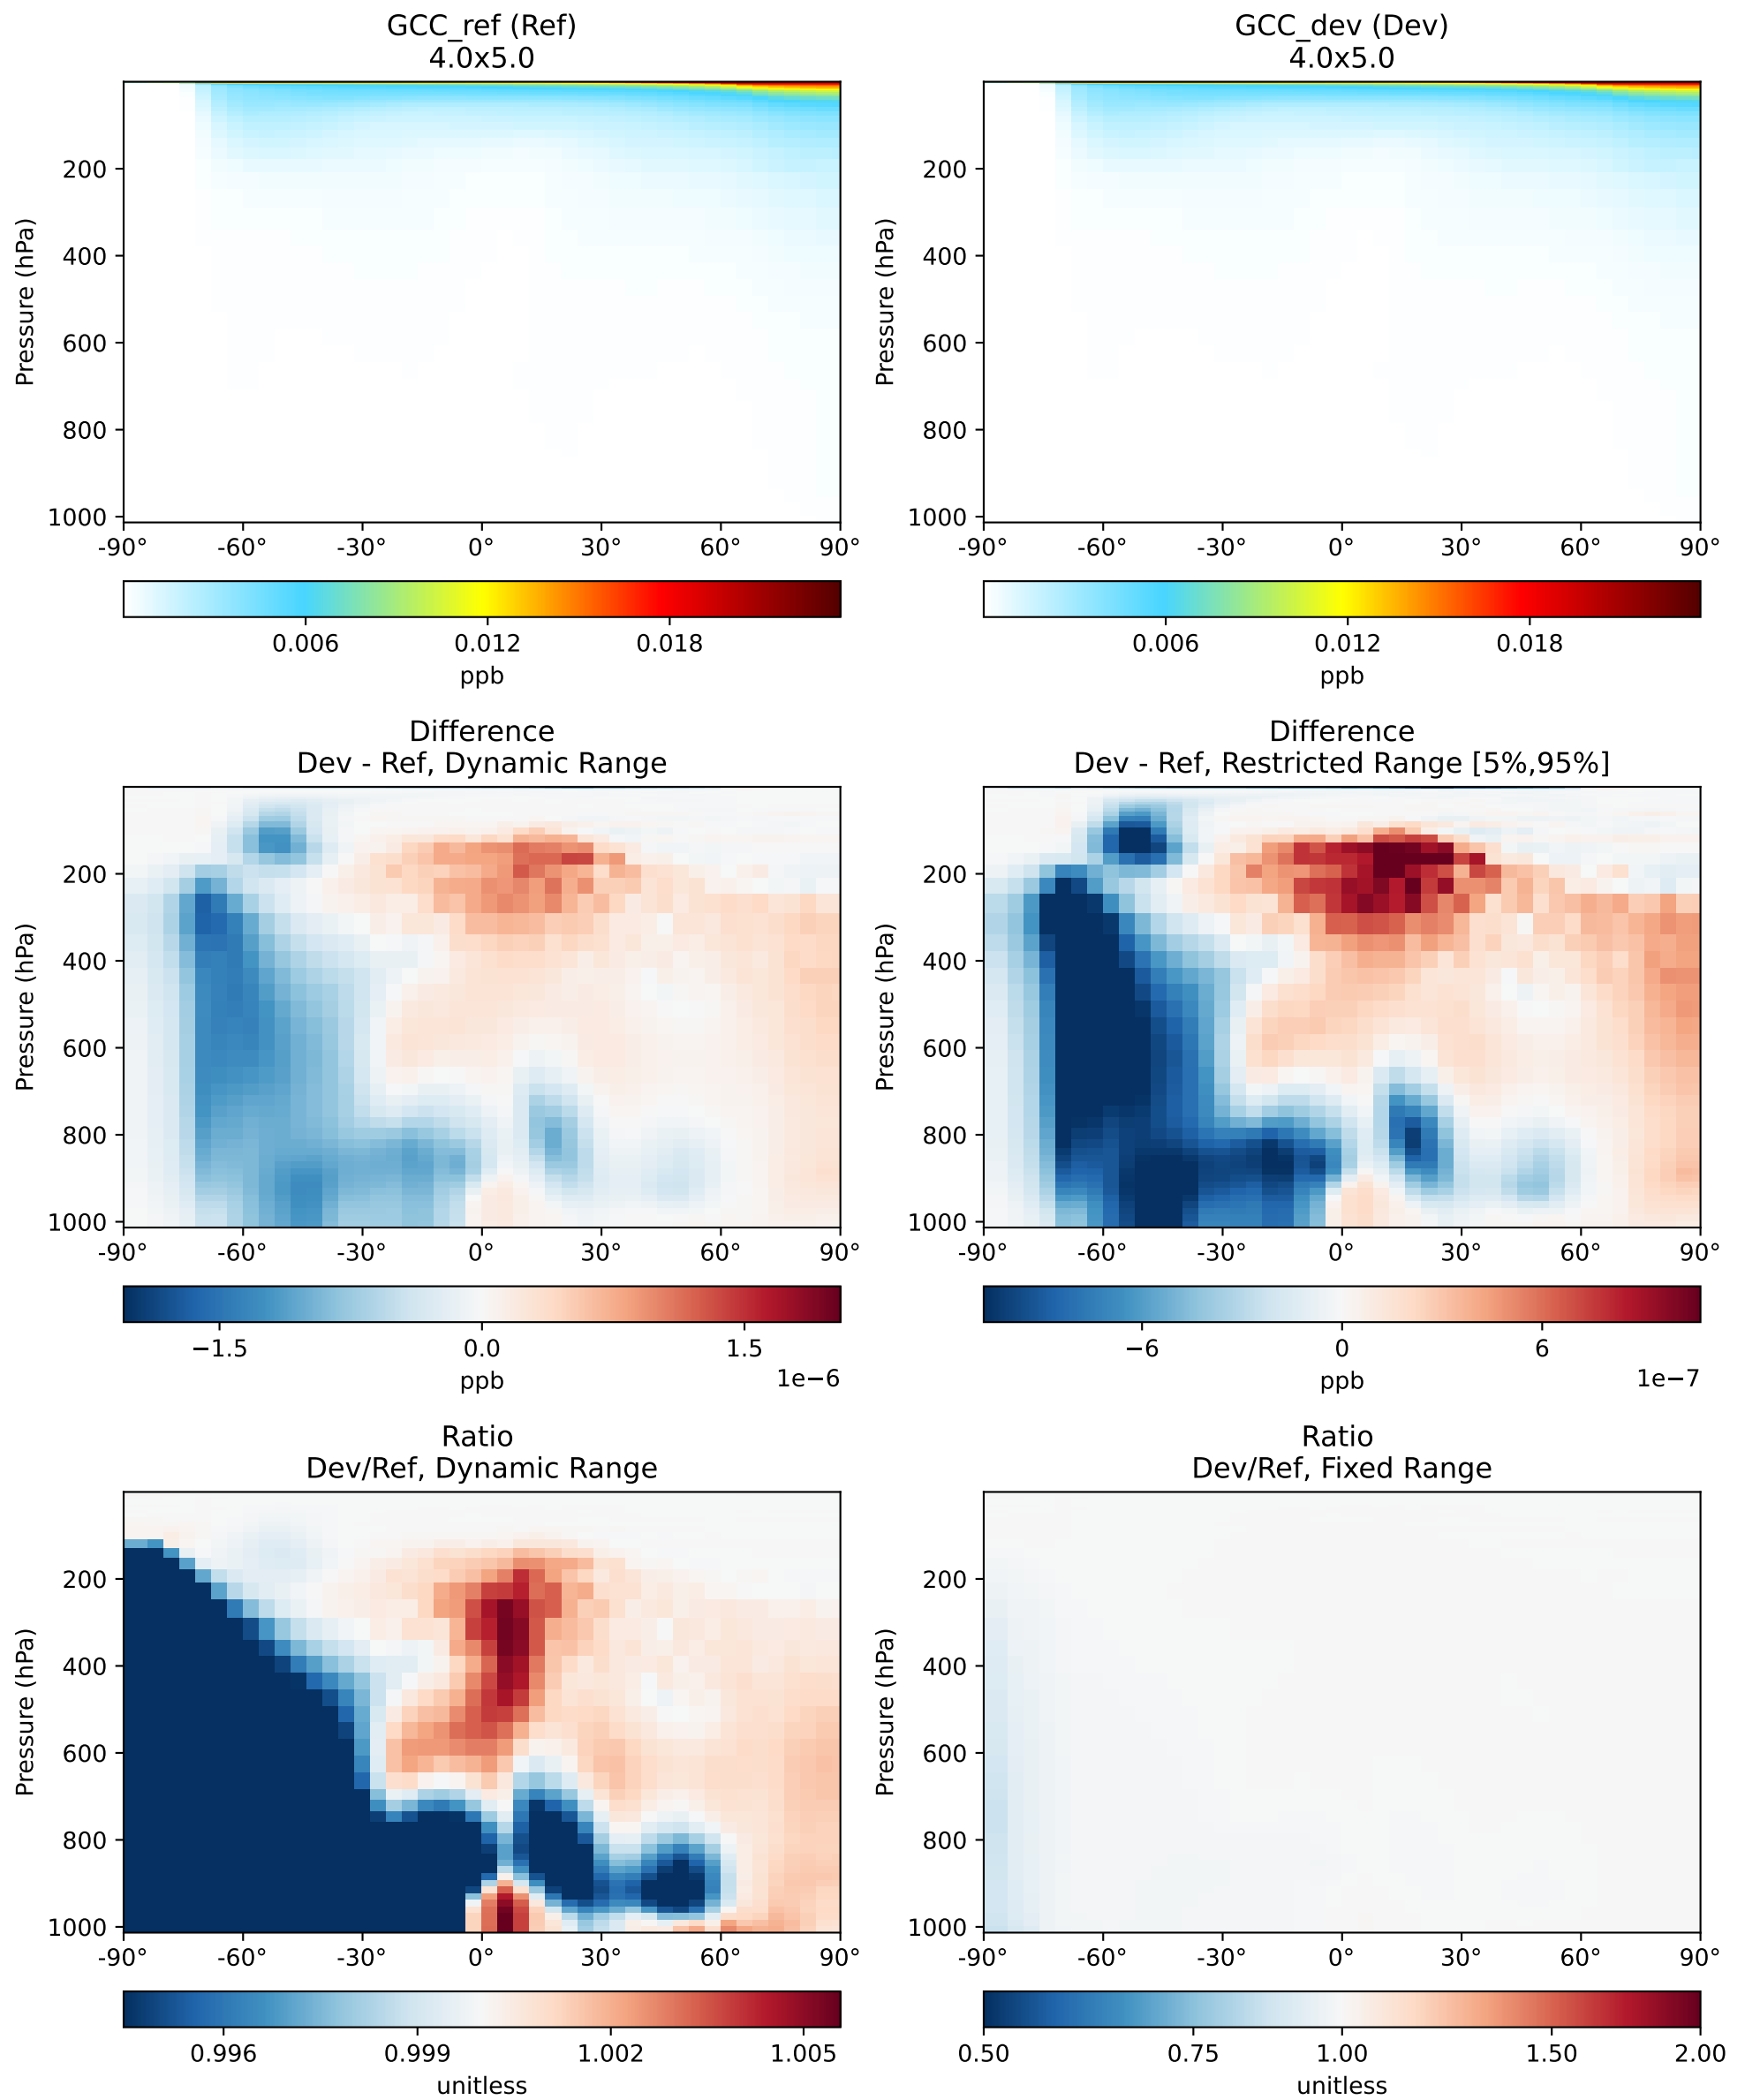 GCC_ref (Ref)
4.0x5.0
GCC_dev (Dev)
4.0x5.0
Pressure (hPa)
200
400
600
800
1000
-90° -60° -30° 0° 30° 60° 90°
0.006 0.012 0.018
ppb
Pressure (hPa)
200
400
600
800
1000
-90° -60° -30° 0° 30° 60° 90°
0.006 0.012 0.018
ppb
Difference
Dev - Ref, Dynamic Range
Difference
Dev - Ref, Restricted Range [5%,95%]
Pressure (hPa)
200
400
600
800
1000
-90° -60° -30° 0° 30° 60° 90°
−1.5 0.0 1.5
ppb
1e−6
Pressure (hPa)
200
400
600
800
1000
-90° -60° -30° 0° 30° 60° 90°
−6 0 6
ppb
1e−7
Ratio
Dev/Ref, Dynamic Range
Ratio
Dev/Ref, Fixed Range
Pressure (hPa)
200
400
600
800
1000
-90° -60° -30° 0° 30° 60° 90°
0.996 0.999 1.002 1.005
unitless
Pressure (hPa)
200
400
600
800
1000
-90° -60° -30° 0° 30° 60° 90°
0.50 0.75 1.00 1.50 2.00
unitless